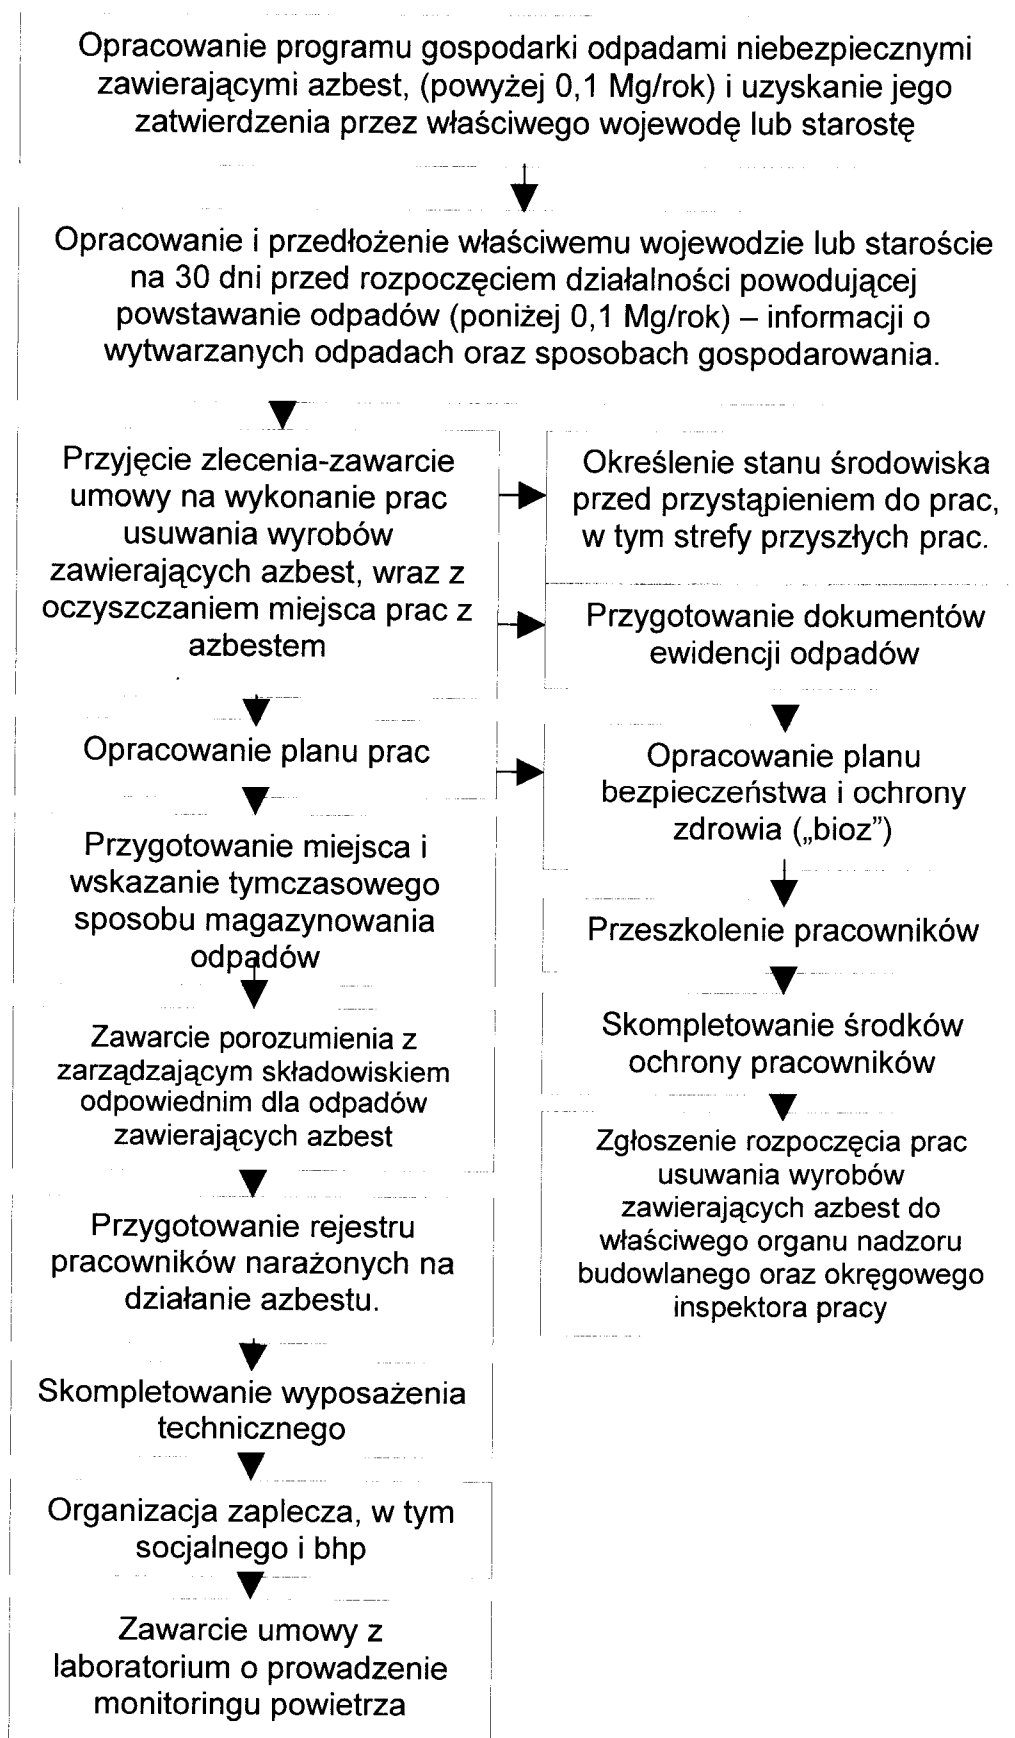 Opracowanie programu gospodarki odpadami niebezpiecznymi
zawierającymi azbest, (powyżej 0,1 Mg/rok) i uzyskanie jego
zatwierdzenia przez właściwego wojewodę lub starostę
Opracowanie i przedłożenie właściwemu wojewodzie lub staroście
na 30 dni przed rozpoczęciem działalności powodującej
powstawanie odpadów (poniżej 0,1 Mg/rok) – informacji o
wytwarzanych odpadach oraz sposobach gospodarowania.
Przyjęcie zlecenia-zawarcie
umowy na wykonanie prac
usuwania wyrobów
zawierających azbest, wraz z
oczyszczaniem miejsca prac z
azbestem
Określenie stanu środowiska
przed przystąpieniem do prac,
w tym strefy przyszłych prac.
Przygotowanie dokumentów
ewidencji odpadów
Opracowanie planu prac
Opracowanie planu
bezpieczeństwa i ochrony
zdrowia („bioz”)
Przygotowanie miejsca i
wskazanie tymczasowego
sposobu magazynowania
odpadów
Przeszkolenie pracowników
Zawarcie porozumienia z
zarządzającym składowiskiem
odpowiednim dla odpadów
zawierających azbest
Skompletowanie środków
ochrony pracowników
Zgłoszenie rozpoczęcia prac
usuwania wyrobów
zawierających azbest do
właściwego organu nadzoru
budowlanego oraz okręgowego
inspektora pracy
Przygotowanie rejestru
pracowników narażonych na
działanie azbestu.
Skompletowanie wyposażenia
technicznego
Organizacja zaplecza, w tym
socjalnego i bhp
Zawarcie umowy z
laboratorium o prowadzenie
monitoringu powietrza